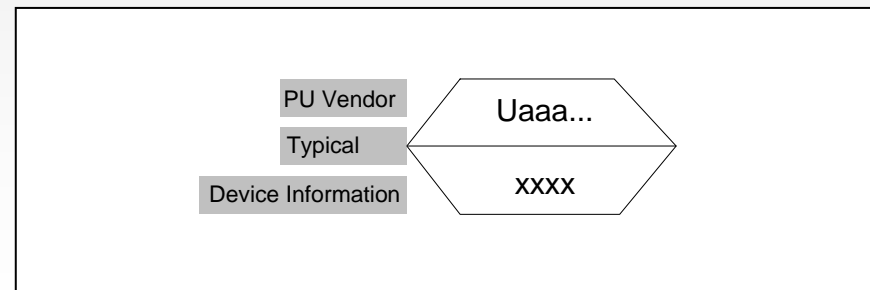 PU Vendor
Uaaa...
Typical
Device Information
xxxx